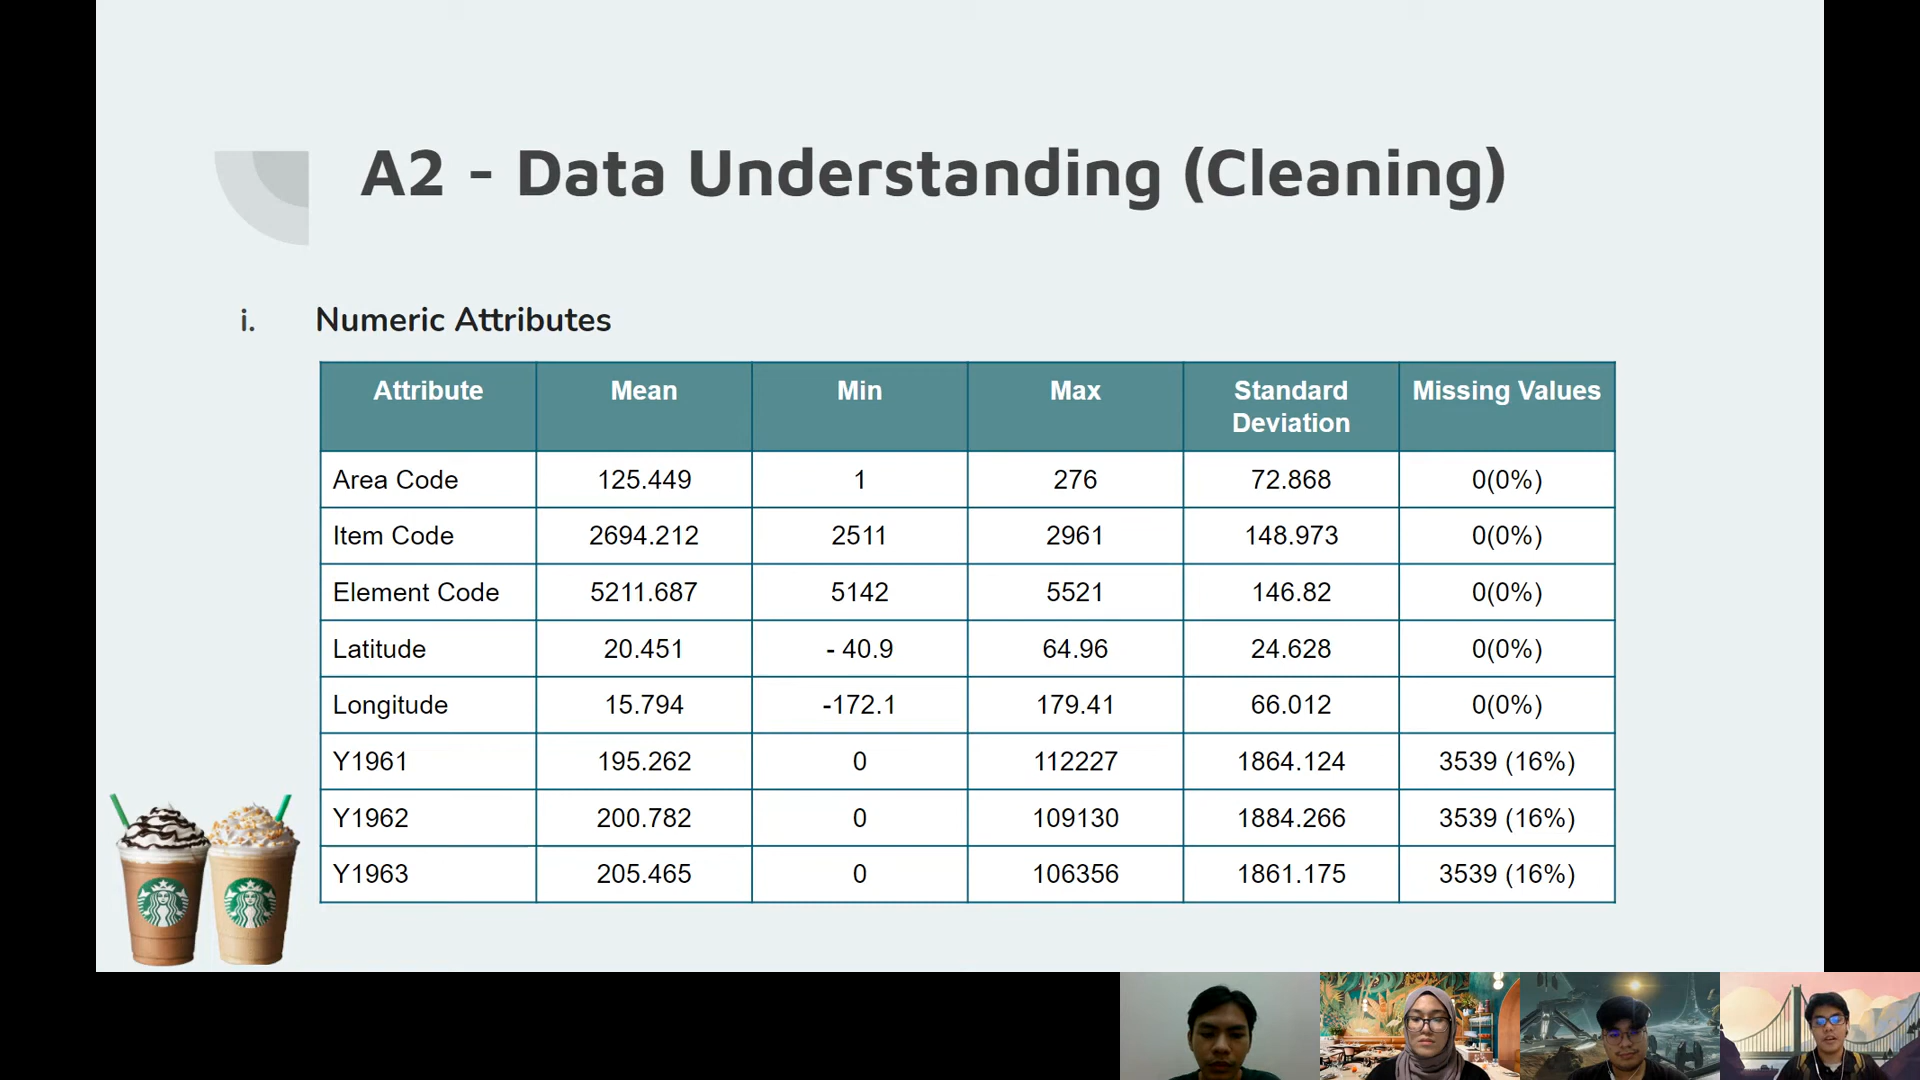 A2 - Data Understanding (Cleaning)
i. Numeric Attributes
Attribute Mean Min Max Standard Deviation Missing Values
Area Code 125.449 1 276 72.868 0(0%)
Item Code 2694.212 2511 2961 148.973 0(0%)
Element Code 5211.687 5142 5521 146.82 0(0%)
Latitude 20.451 - 40.9 64.96 24.628 0(0%)
Longitude 15.794 -172.1 179.41 66.012 0(0%)
Y1961 195.262 0 112227 1864.124 3539 (16%)
Y1962 200.782 0 109130 1884.266 3539 (16%)
Y1963 205.465 0 106356 1861.175 3539 (16%)